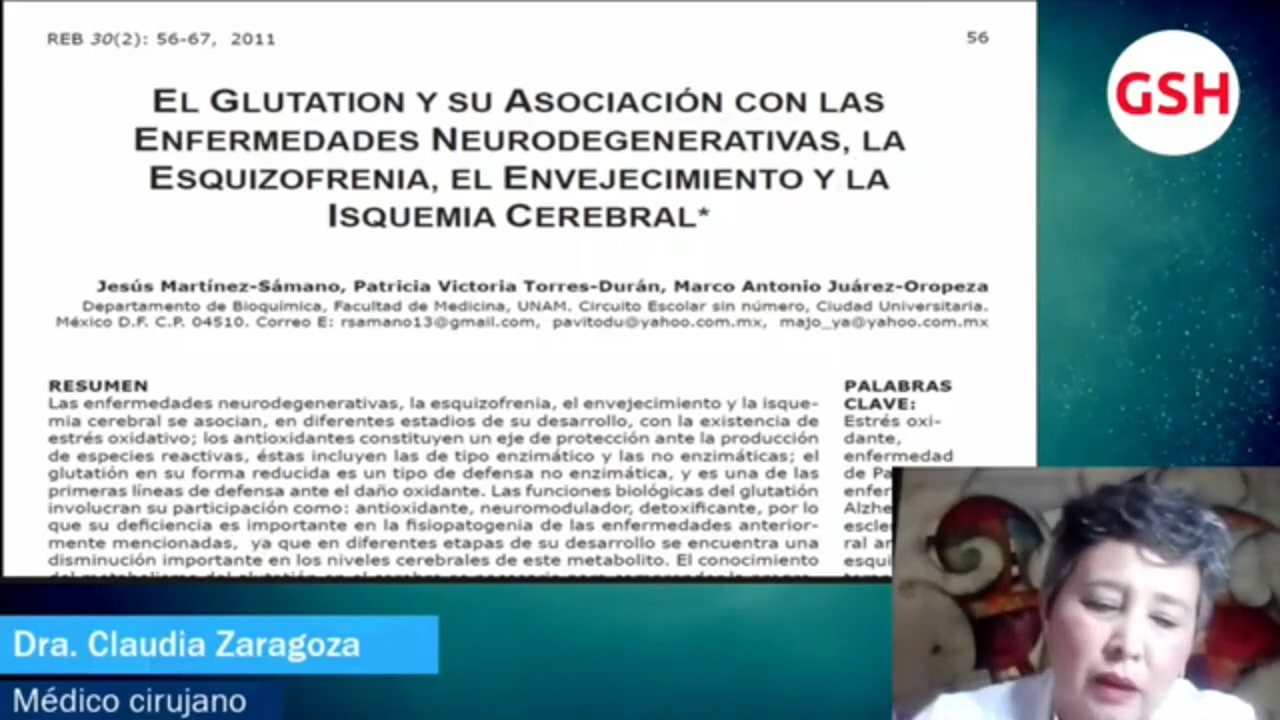 REB 30(2): 56-67, 2011
56
GSH
EL GLUTATION Y SU ASOCIACIÓN CON LAS
ENFERMEDADES NEURODEGENERATIVAS, LA
ESQUIZOFRENIA, EL ENVEJECIMIENTO Y LA
ISQUEMIA CEREBRAL*
Jesús Martínez-Sámano, Patricia Victoria Torres-Durán, Marco Antonio Juárez-Oropeza
Departamento de Bioquímica, Facultad de Medicina, UNAM. Circuito Escolar sin número, Ciudad Universitaria.
México D.F. C.P. 04510. Correo E: rsamano13@gmail.com, pavitodu@yahoo.com.mx, majo_ya@yahoo.com.mx
RESUMEN
Las enfermedades neurodegenerativas, la esquizofrenia, el envejecimiento y la isque-
mia cerebral se asocian, en diferentes estadios de su desarrollo, con la existencia de
estrés oxidativo; los antioxidantes constituyen un eje de protección ante la producción
de especies reactivas, éstas incluyen las de tipo enzimático y las no enzimáticas; el
glutatión en su forma reducida es un tipo de defensa no enzimática, y es una de las
primeras líneas de defensa ante el daño oxidante. Las funciones biológicas del glutatión
involucran su participación como: antioxidante, neuromodulador, detoxificante, por lo
que su deficiencia es importante en la fisiopatogenia de las enfermedades anterior-
mente mencionadas, ya que en diferentes etapas de su desarrollo se encuentra una
disminución importante en los niveles cerebrales de este metabolito. El conocimiento
PALABRAS
CLAVE:
Estrés oxi-
dante,
enfermedad
de Pa
enfer
Alzhe
escle
ral an
esqui
Dra. Claudia Zaragoza
Médico cirujano